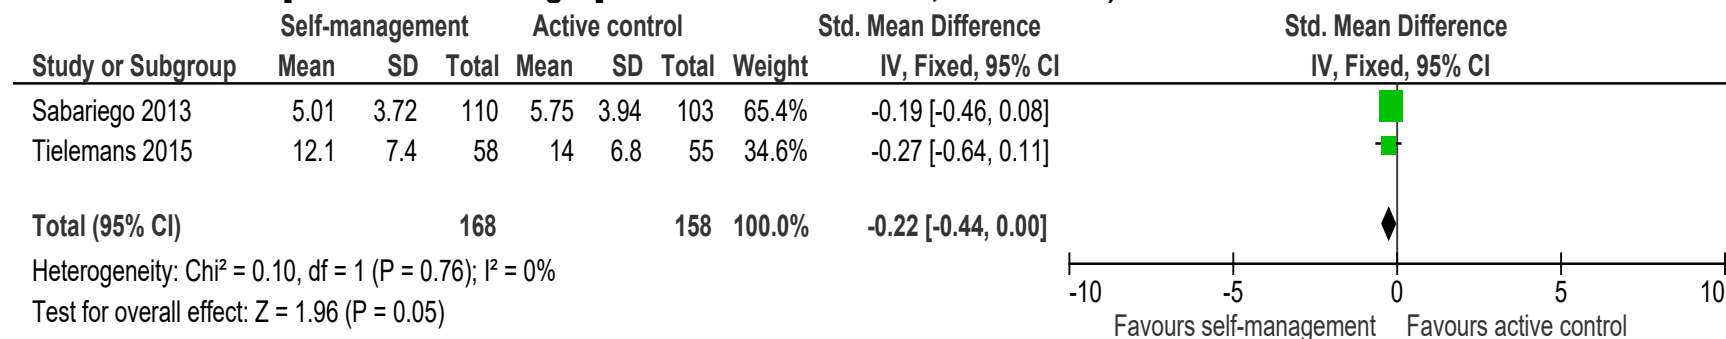 Self-management Active control Std. Mean Difference Std. Mean Difference
Study or Subgroup Mean SD Total Mean SD Total Weight IV, Fixed, 95% CI IV, Fixed, 95% CI
Sabariego 2013 5.01 3.72 110 5.75 3.94 103 65.4% -0.19 [-0.46, 0.08]
Tielemans 2015 12.1 7.4 58 14 6.8 55 34.6% -0.27 [-0.64, 0.11]
Total (95% CI) 168 158 100.0% -0.22 [-0.44, 0.00]
Heterogeneity: Chi² = 0.10, df = 1 (P = 0.76); I² = 0%
Test for overall effect: Z = 1.96 (P = 0.05)
-10 -5 0 5 10
Favours self-management Favours active control